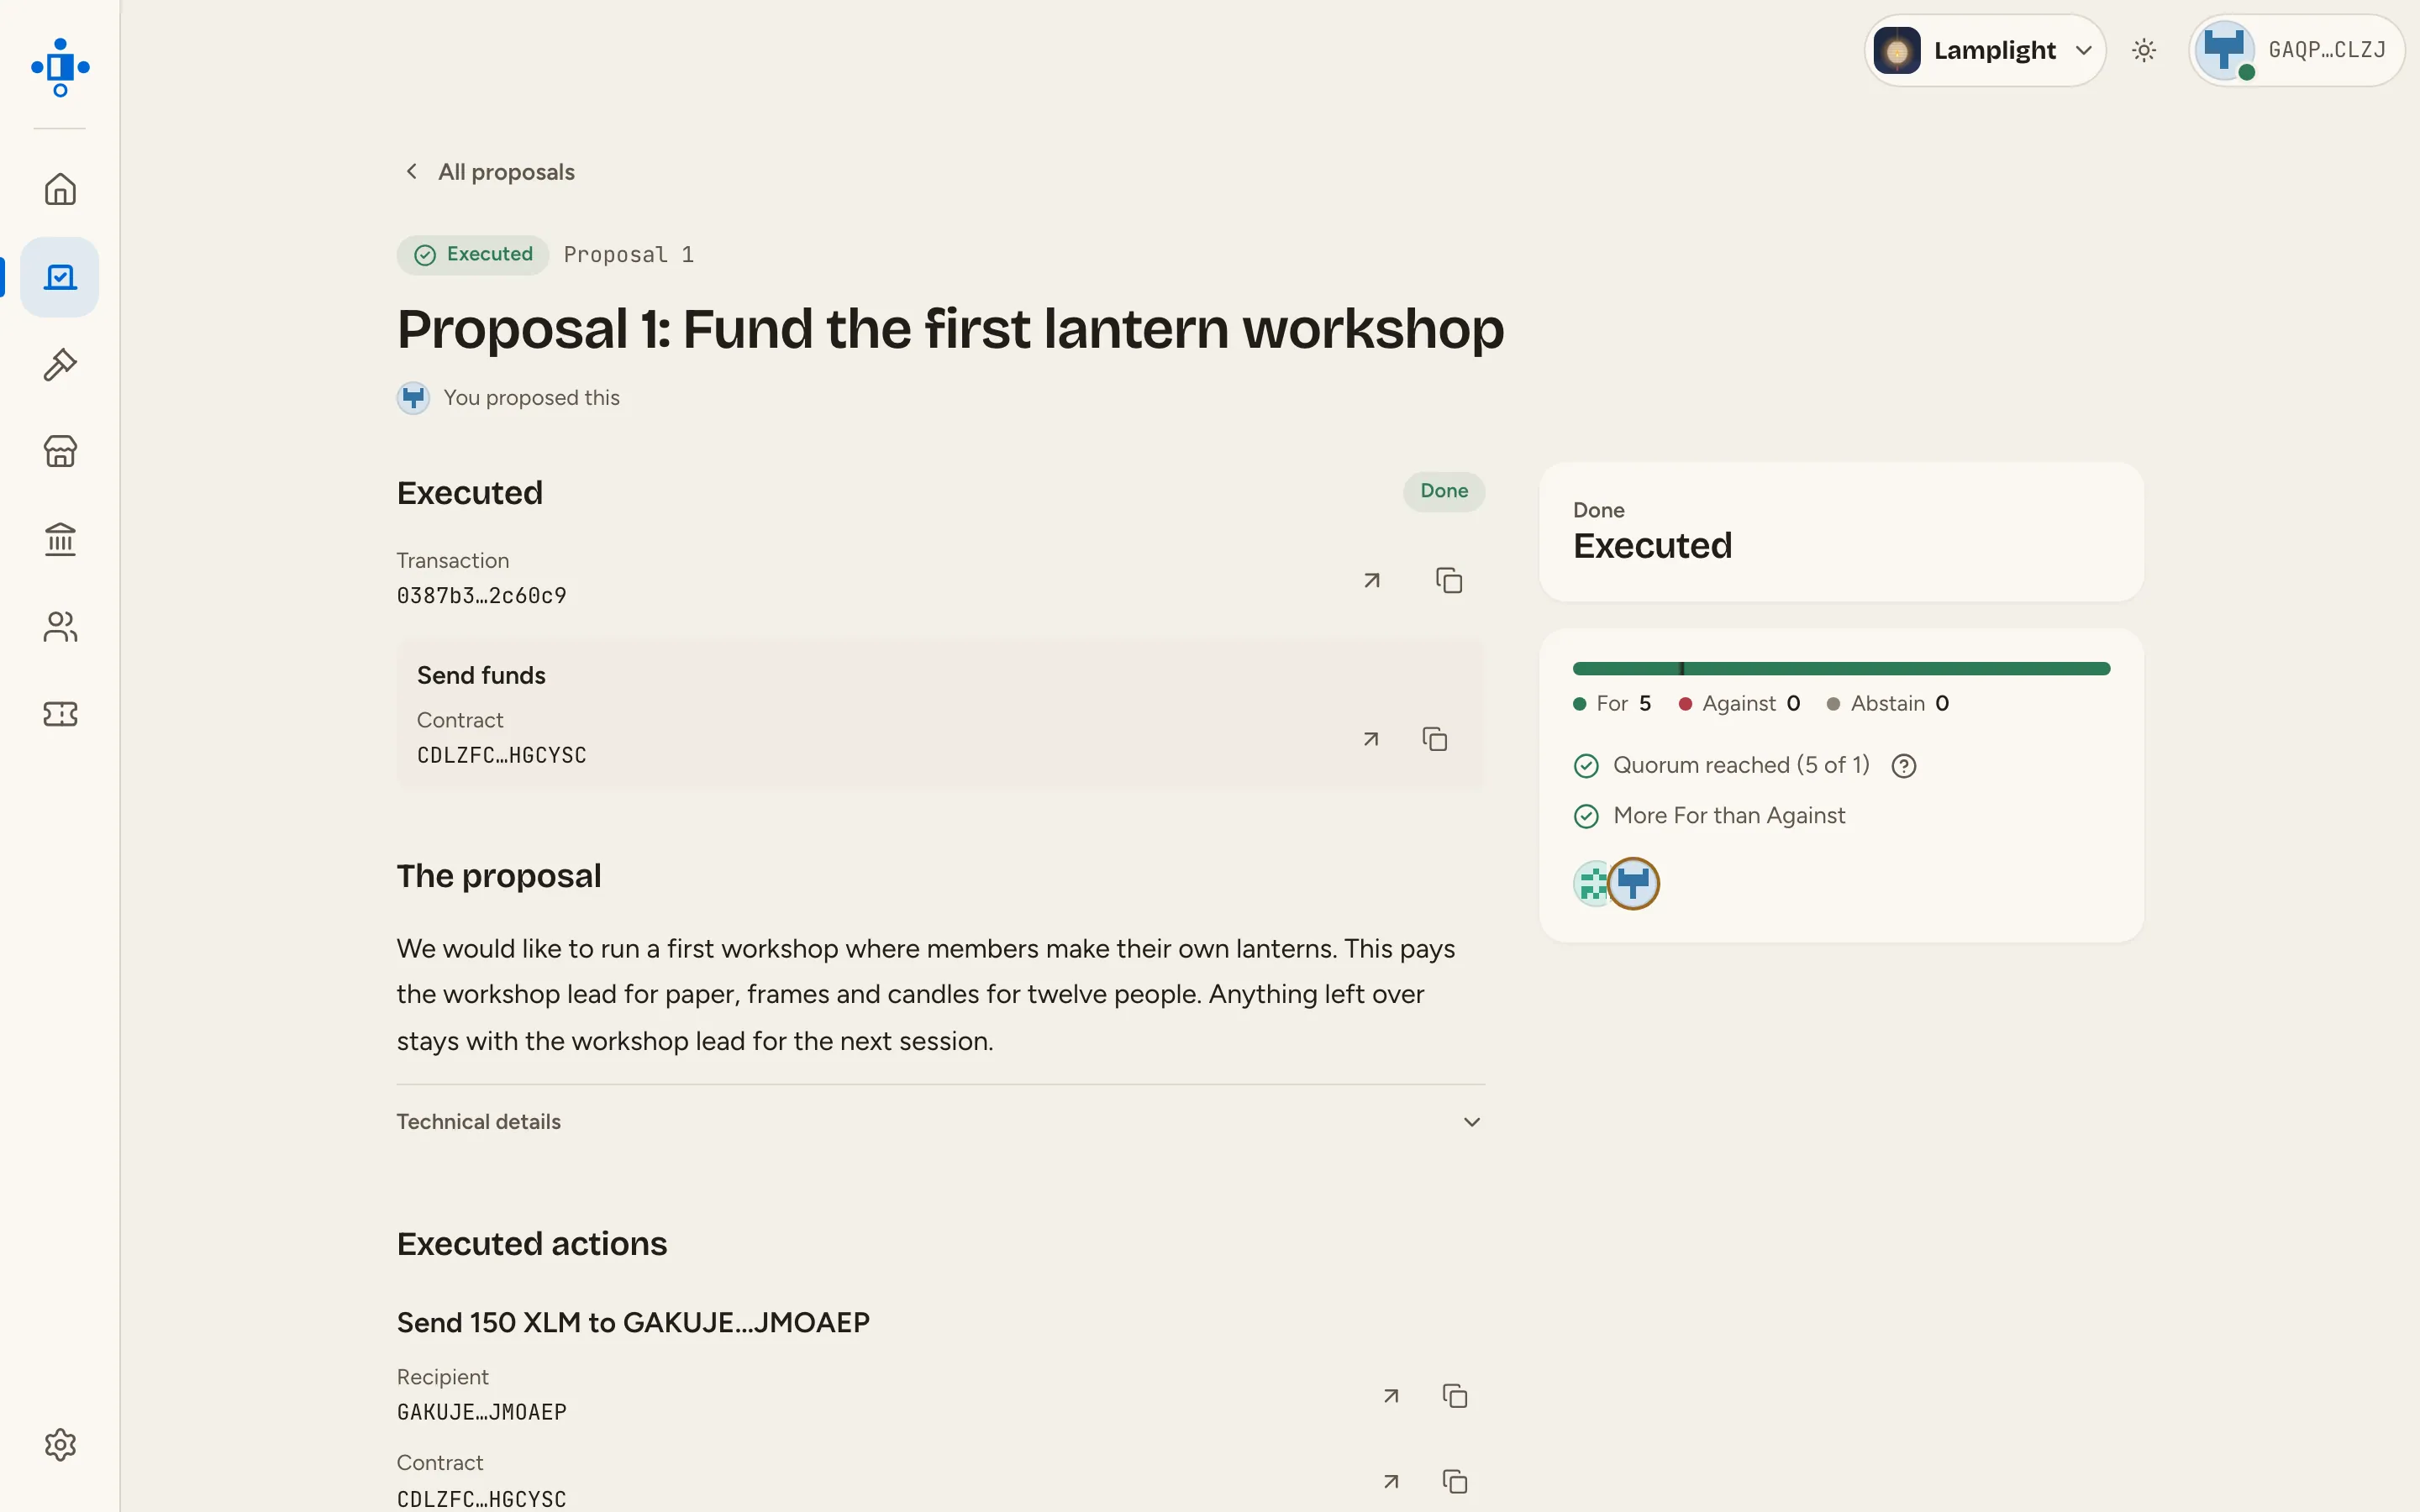 Lamplight
GAQP…CLZJ
All proposals
Executed
Proposal 1
Proposal 1: Fund the first lantern workshop
You proposed this
Executed
Done
Transaction
0387b3…2c60c9
Send funds
Contract
CDLZFC…HGCYSC
The proposal
We would like to run a first workshop where members make their own lanterns. This pays
the workshop lead for paper, frames and candles for twelve people. Anything left over
stays with the workshop lead for the next session.
Technical details
Executed actions
Send 150 XLM to GAKUJE…JMOAEP
Recipient
GAKUJE…JMOAEP
Contract
CDLZFC…HGCYSC
Done
Executed
For 5 Against 0 Abstain 0
Quorum reached (5 of 1)
More For than Against